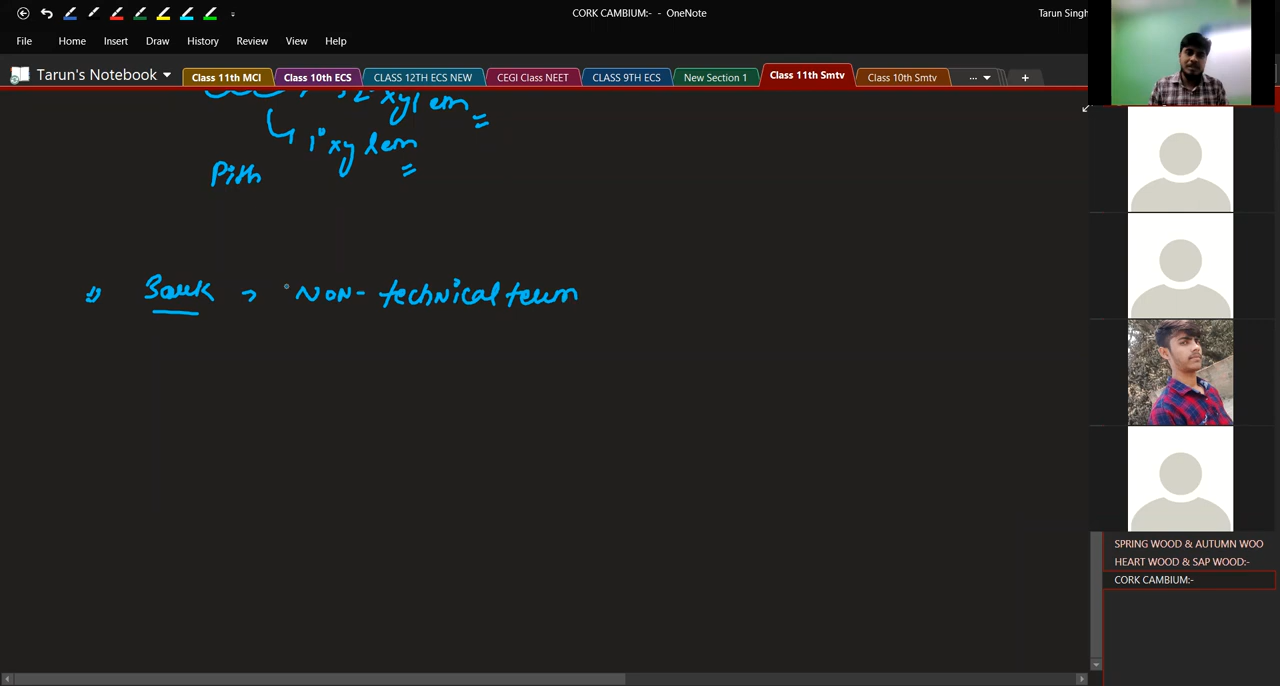 CORK CAMBIUM:- - OneNote
Tarun Singh
File Home Insert Draw History Review View Help
Tarun's Notebook
Class 11th MCI Class 10th ECS CLASS 12TH ECS NEW CEGI Class NEET CLASS 9TH ECS New Section 1 Class 11th Smtv Class 10th Smtv ... +
2° xylem
1° xylem
Pith
Bark → NON-technical term
SPRING WOOD & AUTUMN WOO
HEART WOOD & SAP WOOD:-
CORK CAMBIUM:-